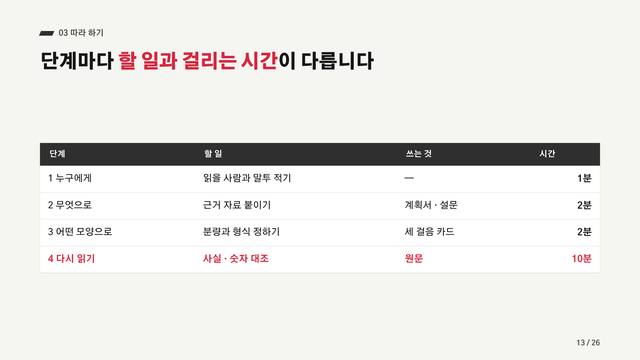 03 따라 하기
단계마다 할 일과 걸리는 시간이 다릅니다
단계 할 일 쓰는 것 시간
1 누구에게 읽을 사람과 말투 적기 — 1분
2 무엇으로 근거 자료 붙이기 계획서 · 설문 2분
3 어떤 모양으로 분량과 형식 정하기 세 걸음 카드 2분
4 다시 읽기 사실 · 숫자 대조 원문 10분
13 / 26